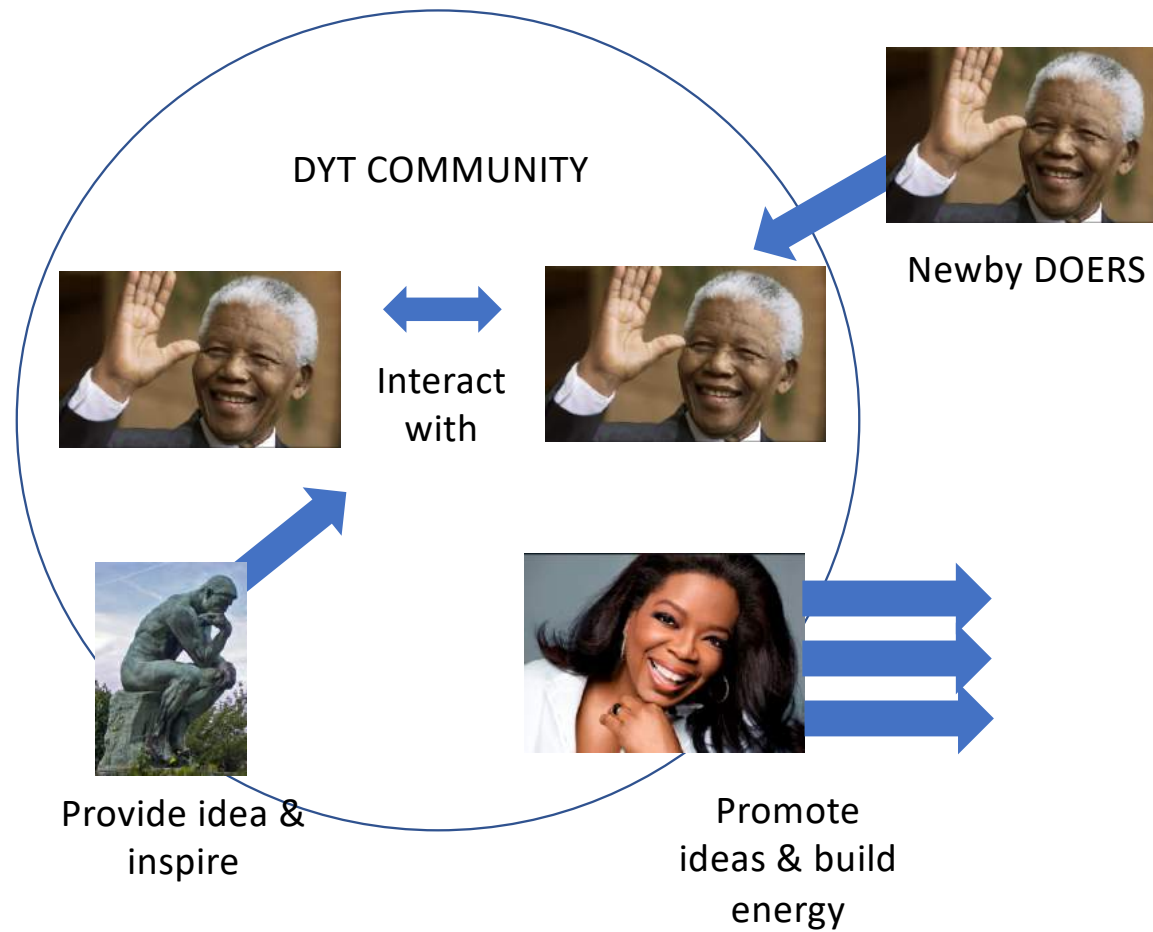 DYT COMMUNITY
Newby DOERS
Interact
with
Provide idea &
inspire
Promote
ideas & build
energy